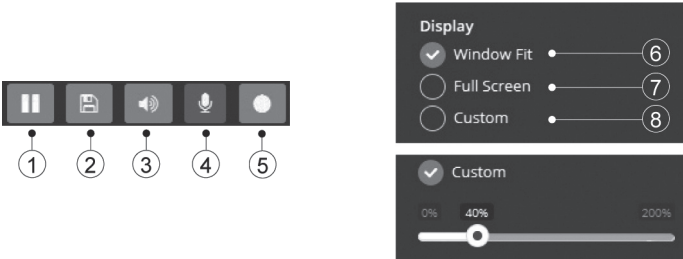 1 2 3 4 5
Display
Window Fit 6
Full Screen 7
Custom 8
Custom
0% 40% 200%